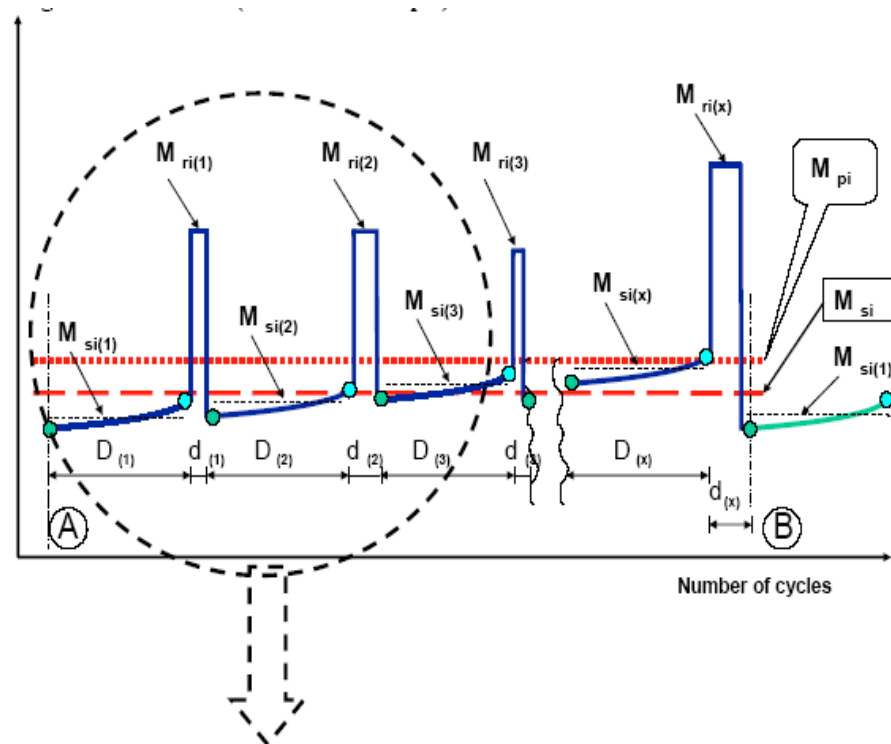 M ri(1)
M ri(2)
M ri(3)
M ri(x)
M pi
M si(1)
M si(2)
M si(3)
M si(x)
M si
M si(1)
D (1)
d (1)
D (2)
d (2)
D (3)
d (3)
D (x)
d (x)
A
B
Number of cycles